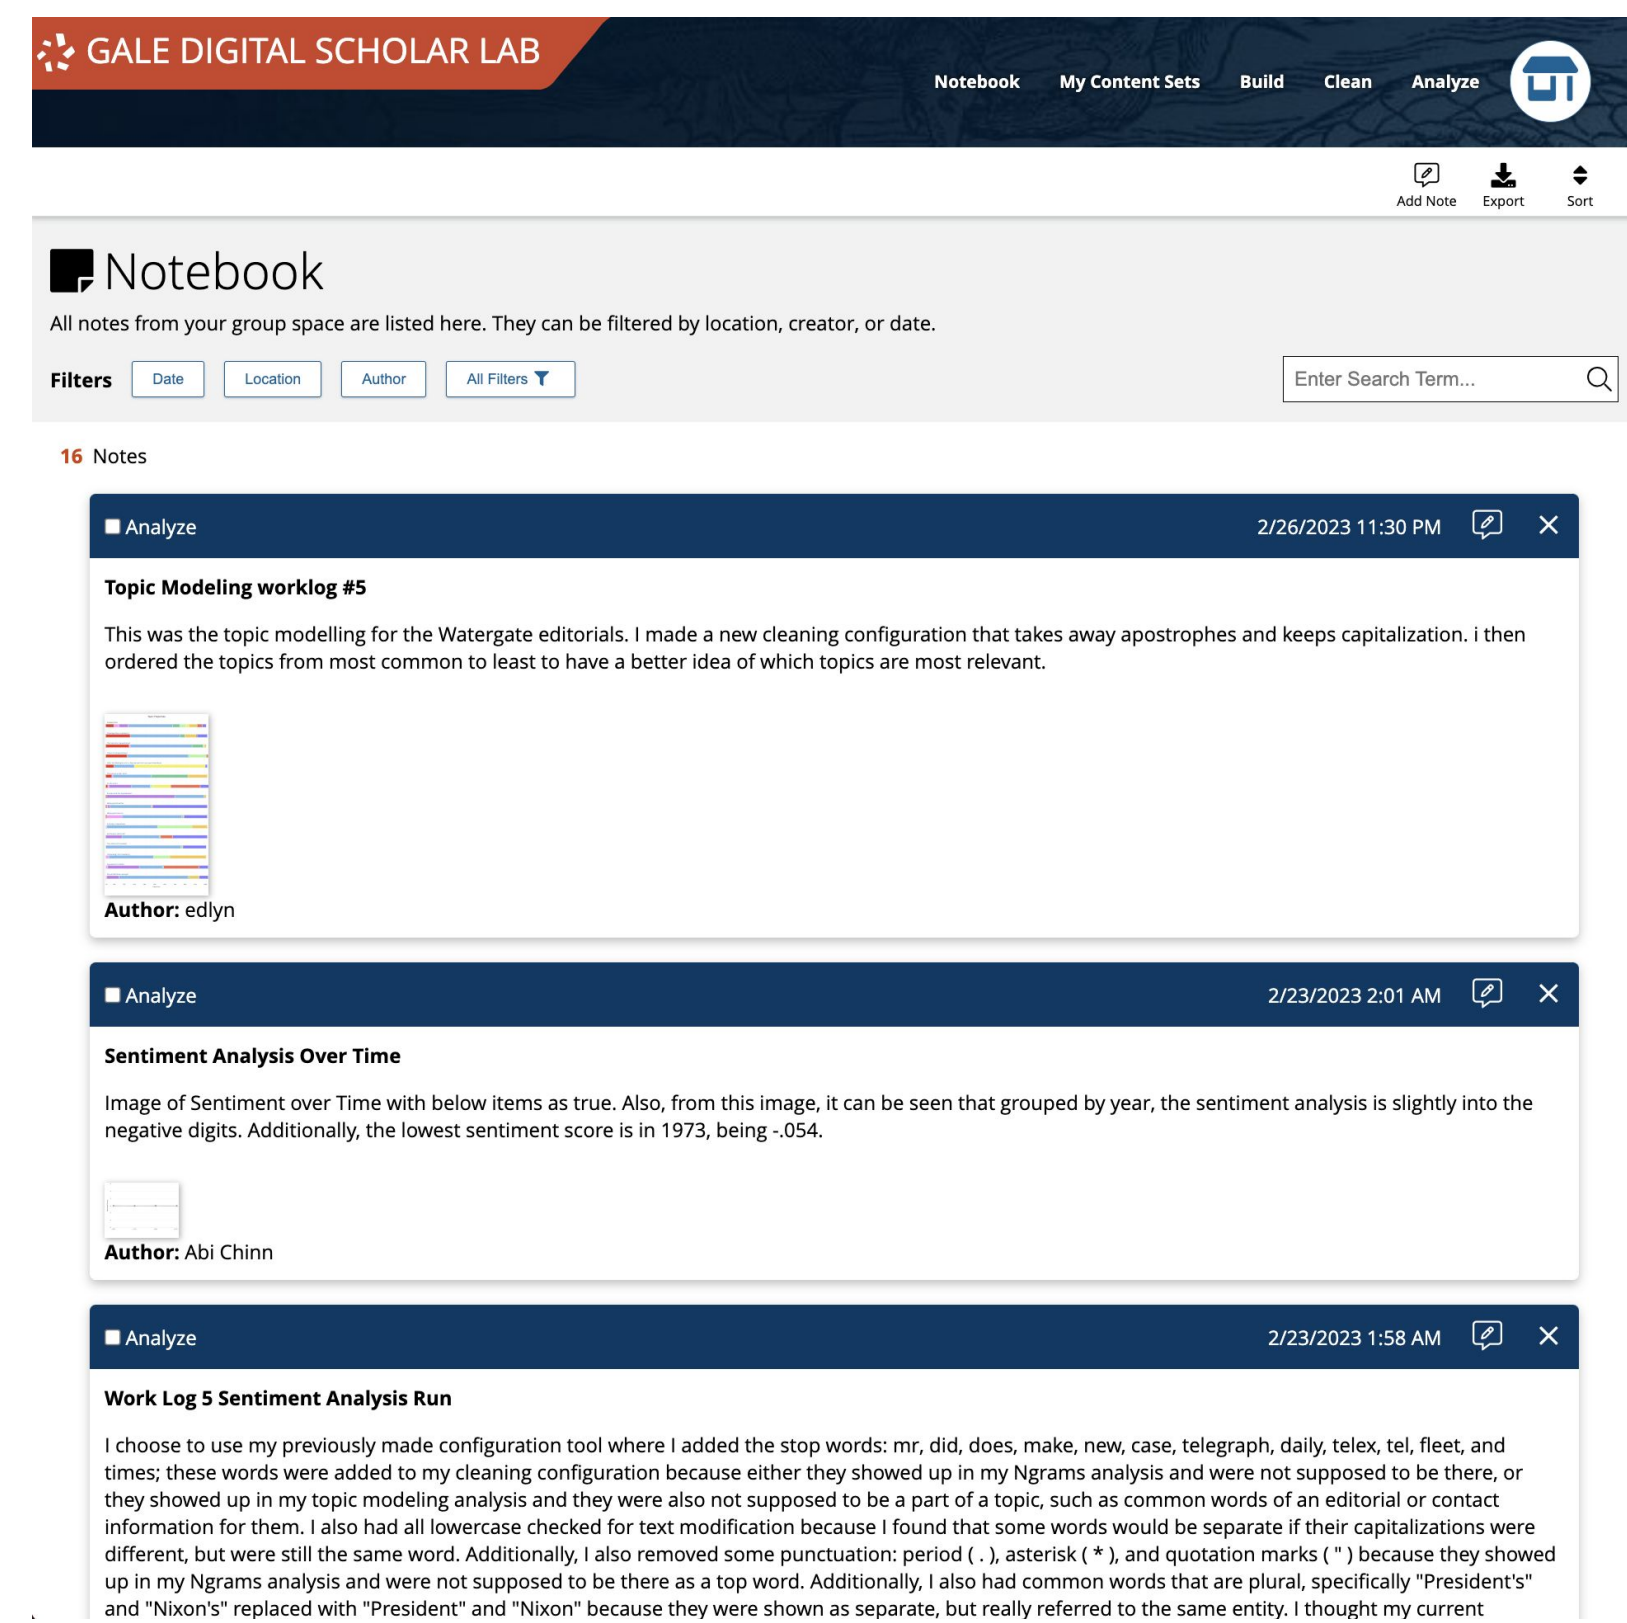 GALE DIGITAL SCHOLAR LAB
Notebook My Content Sets Build Clean Analyze
Add Note Export Sort
Notebook
All notes from your group space are listed here. They can be filtered by location, creator, or date.
Filters Date Location Author All Filters Enter Search Term...
16 Notes
Analyze 2/26/2023 11:30 PM
Topic Modeling worklog #5
This was the topic modelling for the Watergate editorials. I made a new cleaning configuration that takes away apostrophes and keeps capitalization. i then
ordered the topics from most common to least to have a better idea of which topics are most relevant.
Author: edlyn
Analyze 2/23/2023 2:01 AM
Sentiment Analysis Over Time
Image of Sentiment over Time with below items as true. Also, from this image, it can be seen that grouped by year, the sentiment analysis is slightly into the
negative digits. Additionally, the lowest sentiment score is in 1973, being -.054.
Author: Abi Chinn
Analyze 2/23/2023 1:58 AM
Work Log 5 Sentiment Analysis Run
I choose to use my previously made configuration tool where I added the stop words: mr, did, does, make, new, case, telegraph, daily, telex, tel, fleet, and
times; these words were added to my cleaning configuration because either they showed up in my Ngrams analysis and were not supposed to be there, or
they showed up in my topic modeling analysis and they were also not supposed to be a part of a topic, such as common words of an editorial or contact
information for them. I also had all lowercase checked for text modification because I found that some words would be separate if their capitalizations were
different, but were still the same word. Additionally, I also removed some punctuation: period ( . ), asterisk ( * ), and quotation marks ( " ) because they showed
up in my Ngrams analysis and were not supposed to be there as a top word. Additionally, I also had common words that are plural, specifically "President's"
and "Nixon's" replaced with "President" and "Nixon" because they were shown as separate, but really referred to the same entity. I thought my current